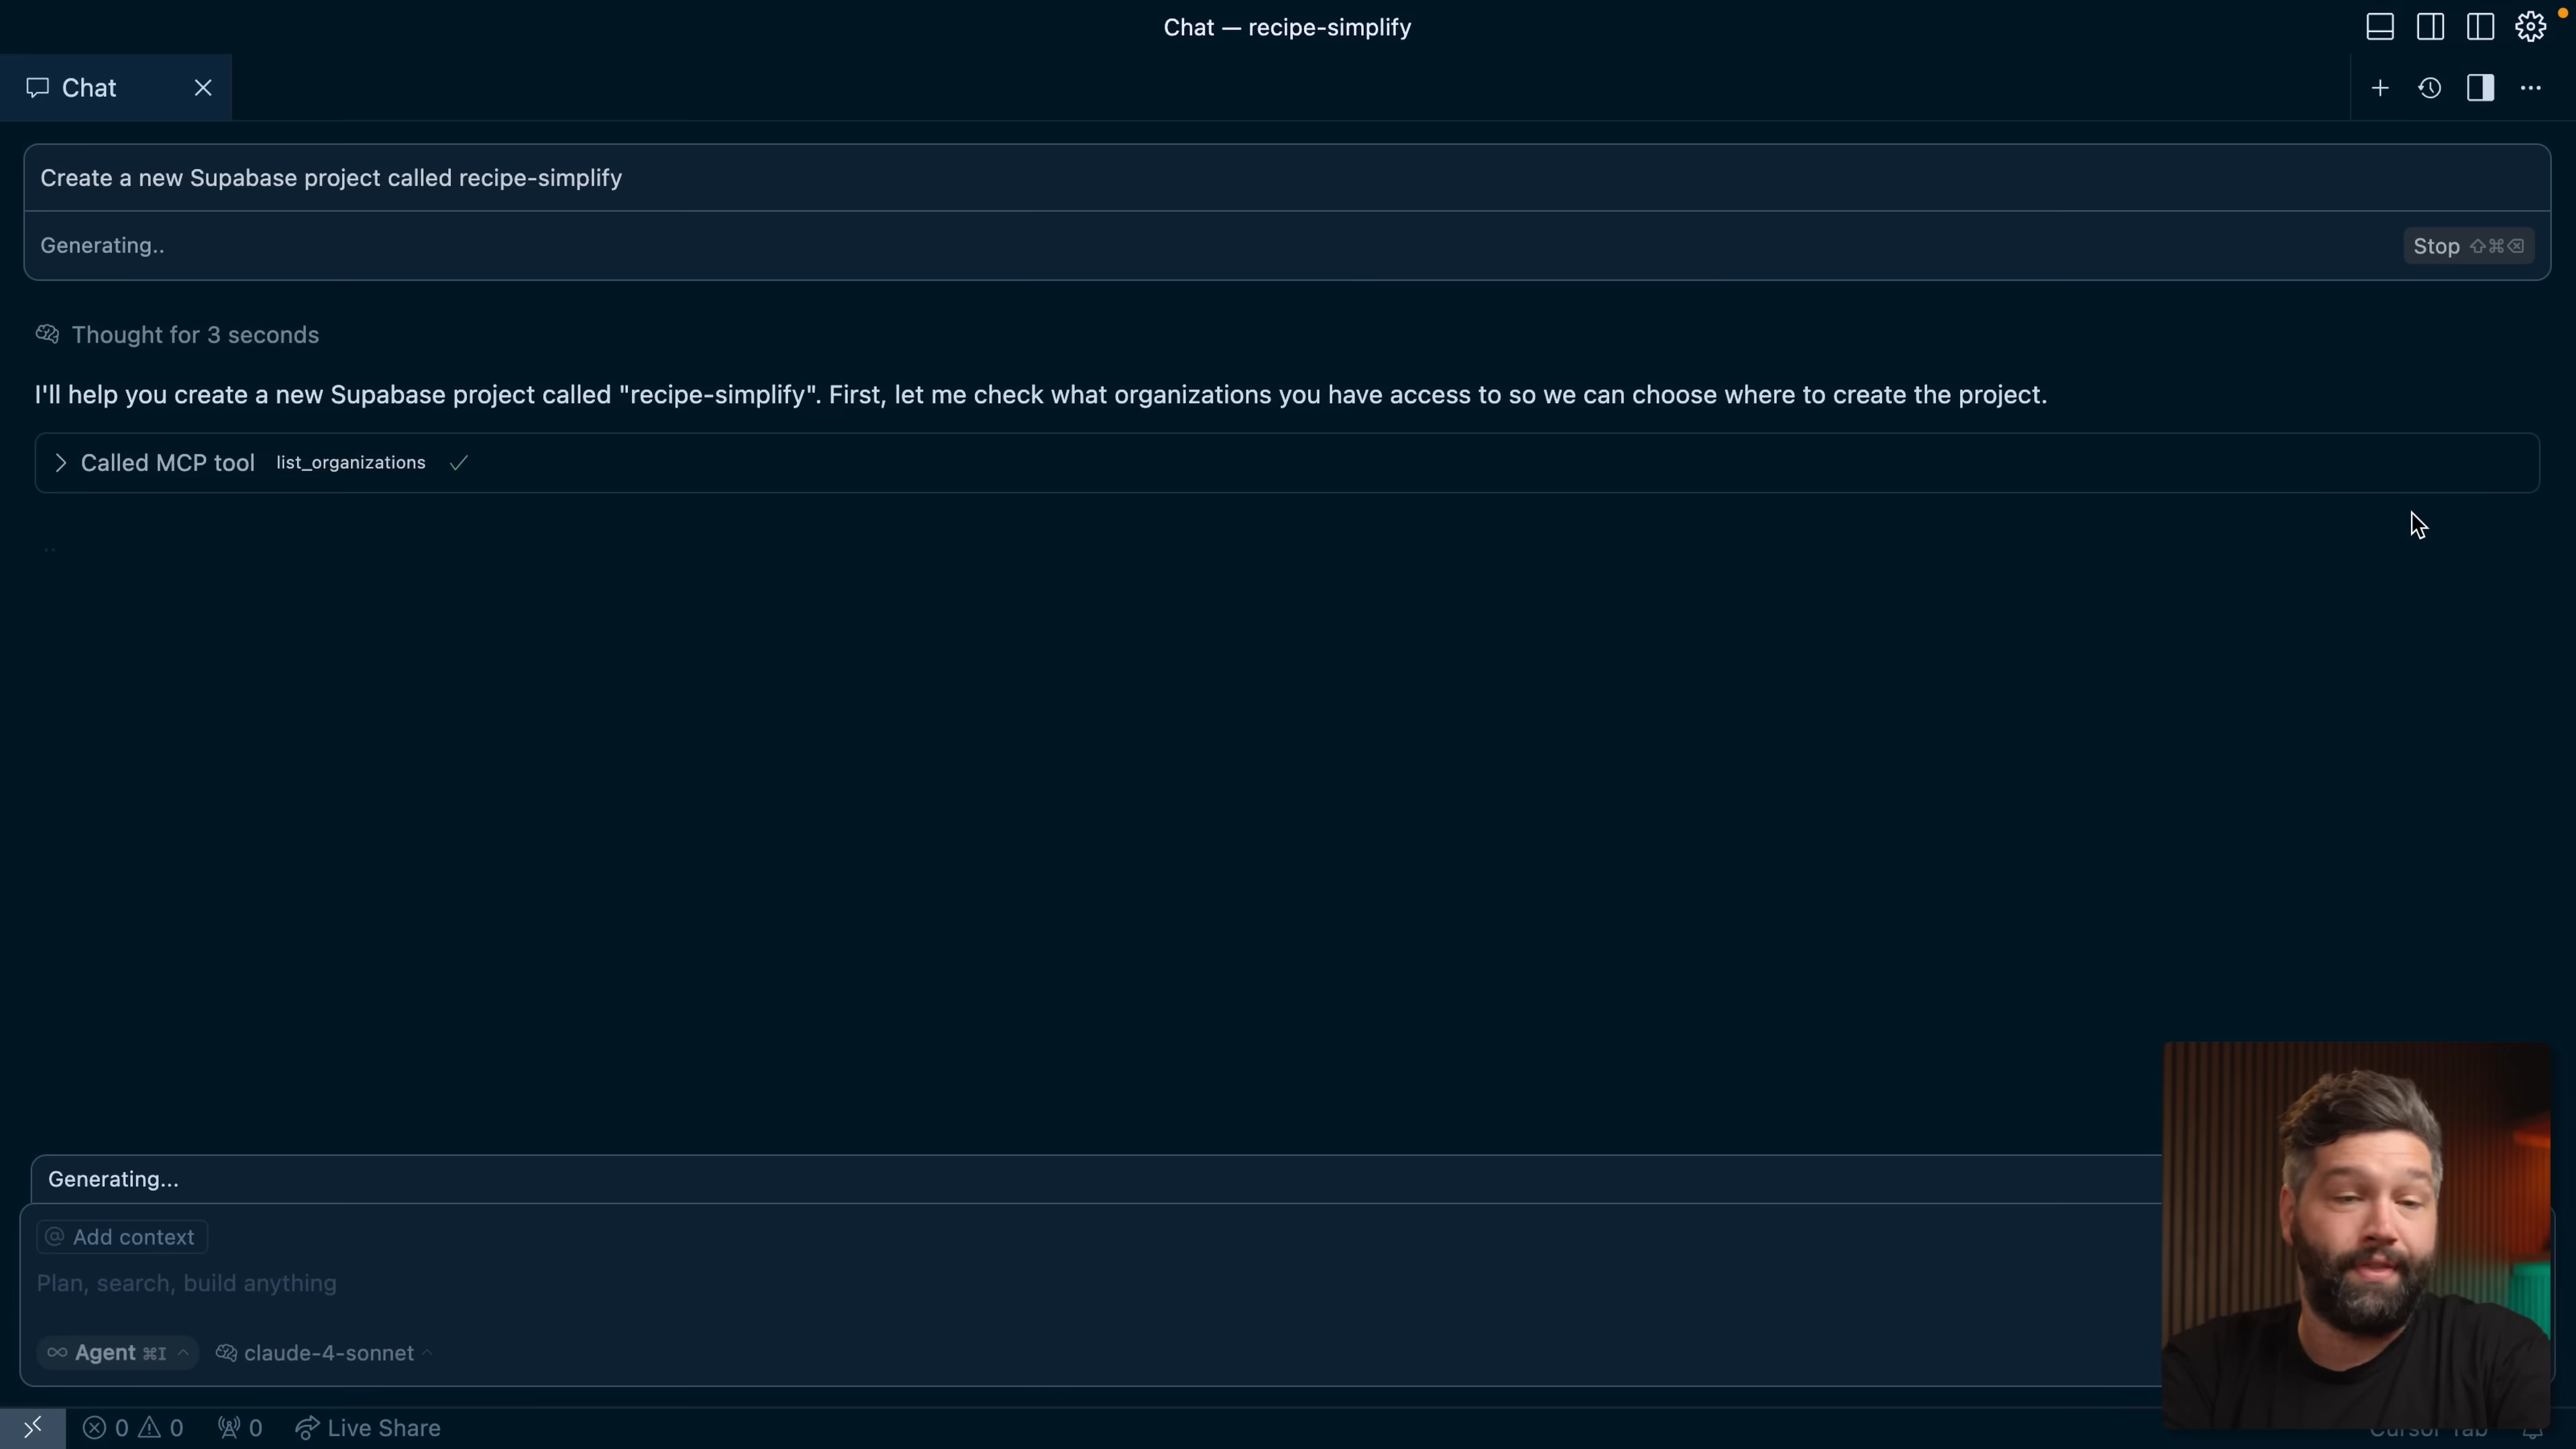 Chat — recipe-simplify
Chat
Create a new Supabase project called recipe-simplify
Generating..
Stop ⇧⌘⌫
Thought for 3 seconds
I'll help you create a new Supabase project called "recipe-simplify". First, let me check what organizations you have access to so we can choose where to create the project.
Called MCP tool list_organizations
..
Generating...
@ Add context
Plan, search, build anything
∞ Agent ⌘I claude-4-sonnet
0 0 0 Live Share
Cursor Tab